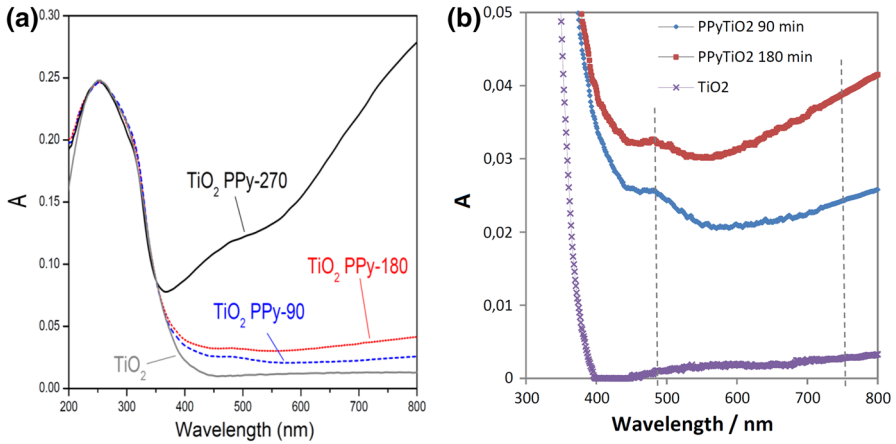 (a)
0.30
0.25
0.20
0.15
0.10
0.05
0.00
A
TiO2 PPy-270
TiO2 PPy-180
TiO2 PPy-90
TiO2
200 300 400 500 600 700 800
Wavelength (nm)
(b)
PPyTiO2 90 min
PPyTiO2 180 min
TiO2
0,05
0,04
0,03
0,02
0,01
0
A
300 400 500 600 700 800
Wavelength / nm